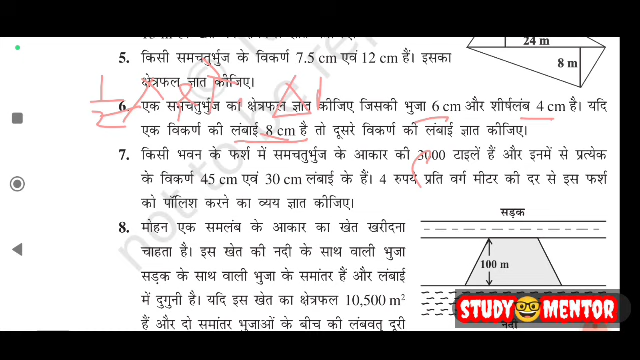 24 m
8 m
5. किसी समचतुर्भुज के विकर्ण 7.5 cm एवं 12 cm हैं। इसका
क्षेत्रफल ज्ञात कीजिए।
6. एक समचतुर्भुज का क्षेत्रफल ज्ञात कीजिए जिसकी भुजा 6 cm और शीर्षलंब 4 cm है। यदि
एक विकर्ण की लंबाई 8 cm है तो दूसरे विकर्ण की लंबाई ज्ञात कीजिए।
7. किसी भवन के फर्श में समचतुर्भुज के आकार की 3000 टाइलें हैं और इनमें से प्रत्येक
के विकर्ण 45 cm एवं 30 cm लंबाई के हैं। 4 रुपये प्रति वर्ग मीटर की दर से इस फर्श
को पॉलिश करने का व्यय ज्ञात कीजिए।
8. मोहन एक समलंब के आकार का खेत खरीदना
चाहता है। इस खेत की नदी के साथ वाली भुजा
सड़क के साथ वाली भुजा के समांतर हैं और लंबाई
में दुगुनी है। यदि इस खेत का क्षेत्रफल 10,500 m²
हैं और दो समांतर भुजाओं के बीच की लंबवत् दूरी
सड़क
100 m
नदी
STUDY MENTOR